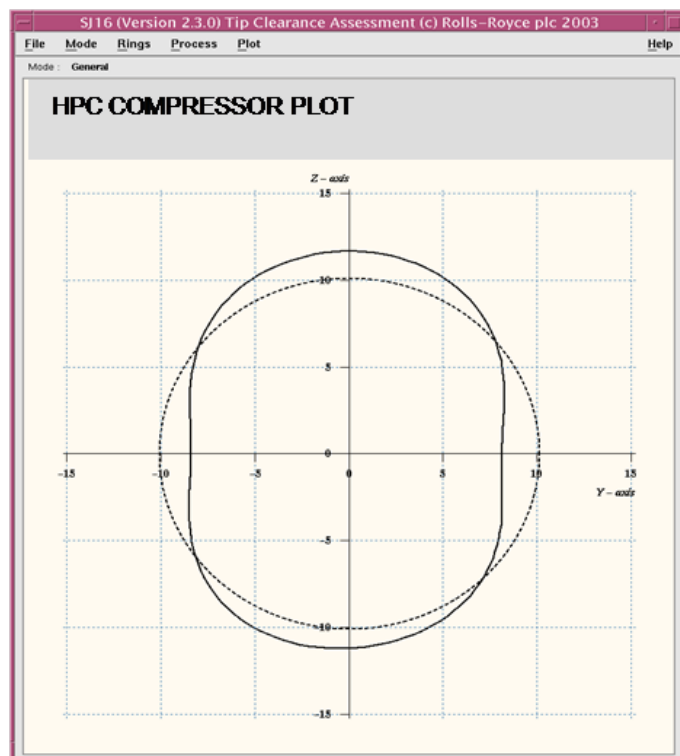 SJ16 (Version 2.3.0) Tip Clearance Assessment (c) Rolls-Royce plc 2003
File Mode Rings Process Plot Help
Mode : General
HPC COMPRESSOR PLOT
Z - axis
15
10
5
-15 -10 -5 0 0 5 10 15
Y - axis
-5
-10
-15